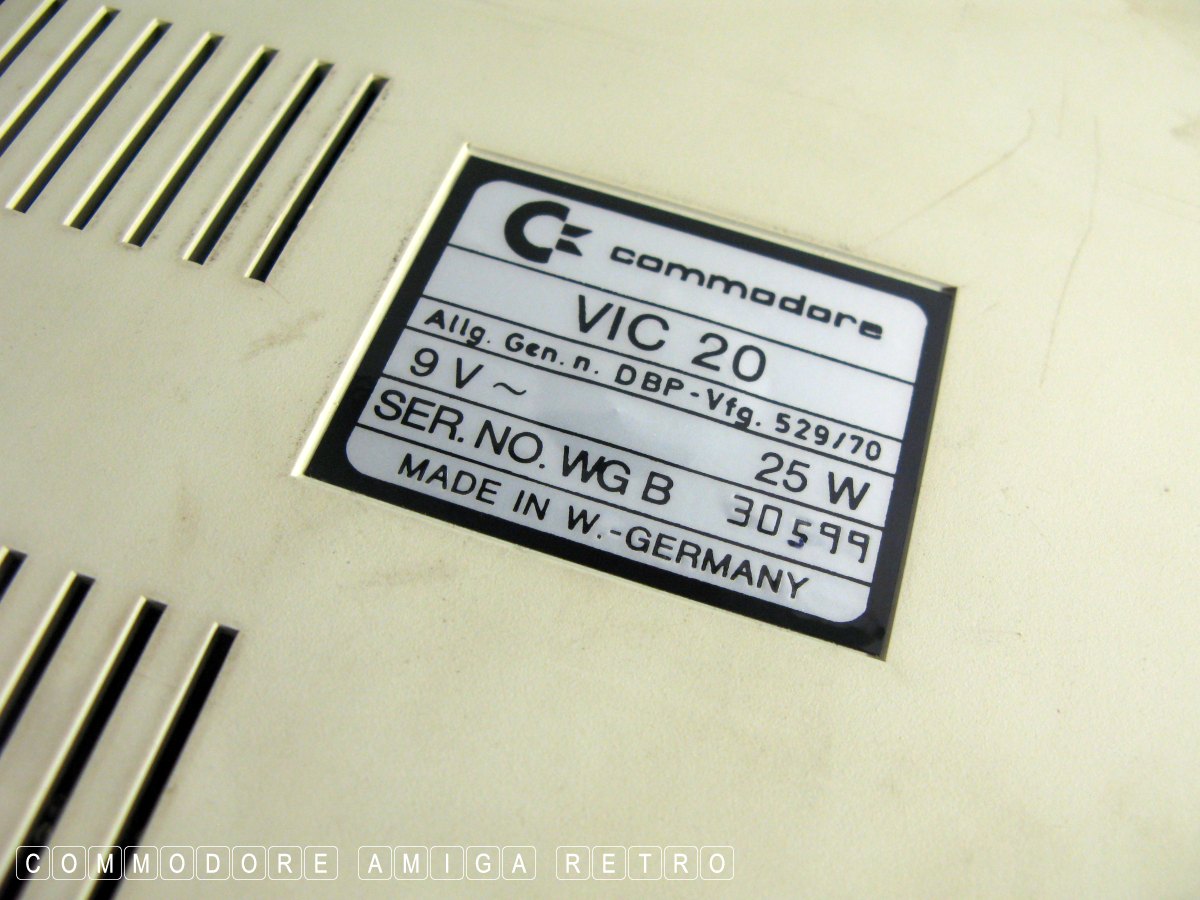 commodore
VIC 20
Allg. Gen. n. DBP-Vfg. 529/70
9 V ~ 25 W
SER. NO. WG B 30599
MADE IN W.-GERMANY
COMMODORE AMIGA RETRO